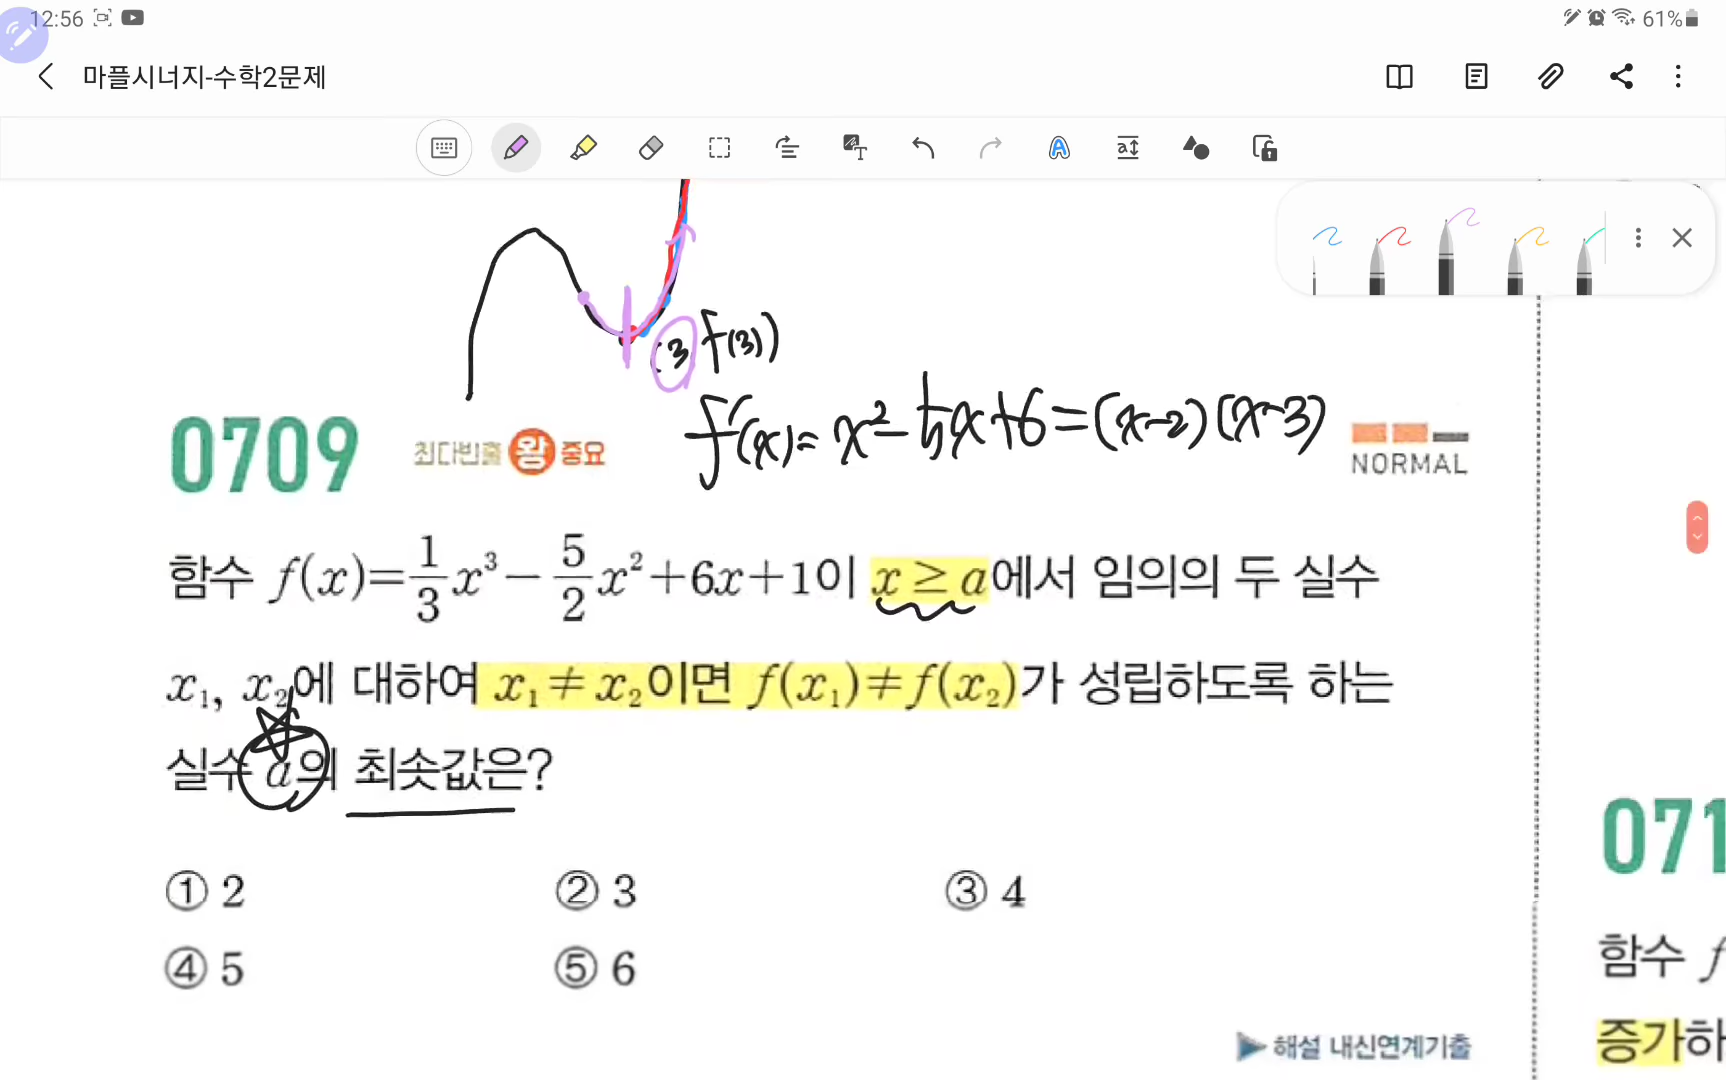 12:56
61%
마플시너지-수학2문제
(3 f(3))
f'(x)=x²-5x+6=(x-2)(x-3)
0709 최다빈출 왕 중요
NORMAL
함수 f(x)=1/3x³-5/2x²+6x+1이 x≥a에서 임의의 두 실수
x₁, x₂에 대하여 x₁≠x₂이면 f(x₁)≠f(x₂)가 성립하도록 하는
실수 a의 최솟값은?
① 2 ② 3 ③ 4
④ 5 ⑤ 6
▶해설 내신연계기출
071
함수 f
증가하